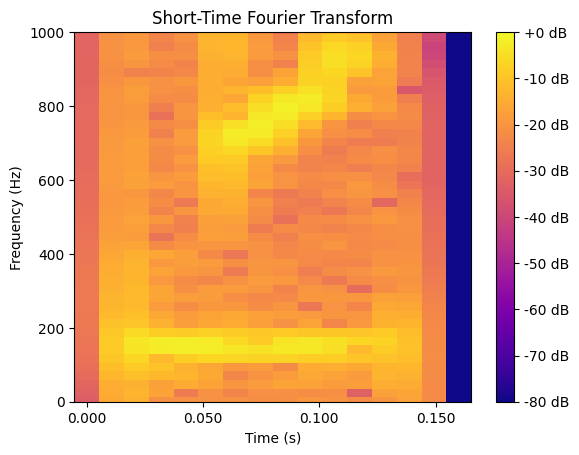 Short-Time Fourier Transform
Frequency (Hz)
1000
800
600
400
200
0
0.000
0.050
0.100
0.150
Time (s)
+0 dB
-10 dB
-20 dB
-30 dB
-40 dB
-50 dB
-60 dB
-70 dB
-80 dB